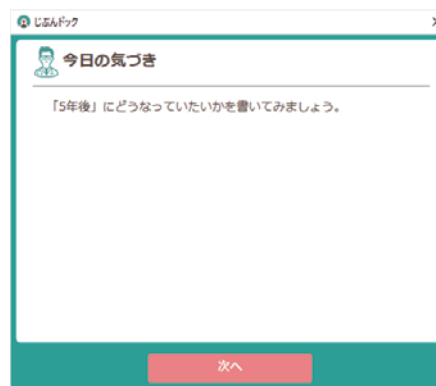 じぶんドック
今日の気づき
「5年後」にどうなっていたいかを書いてみましょう。
次へ